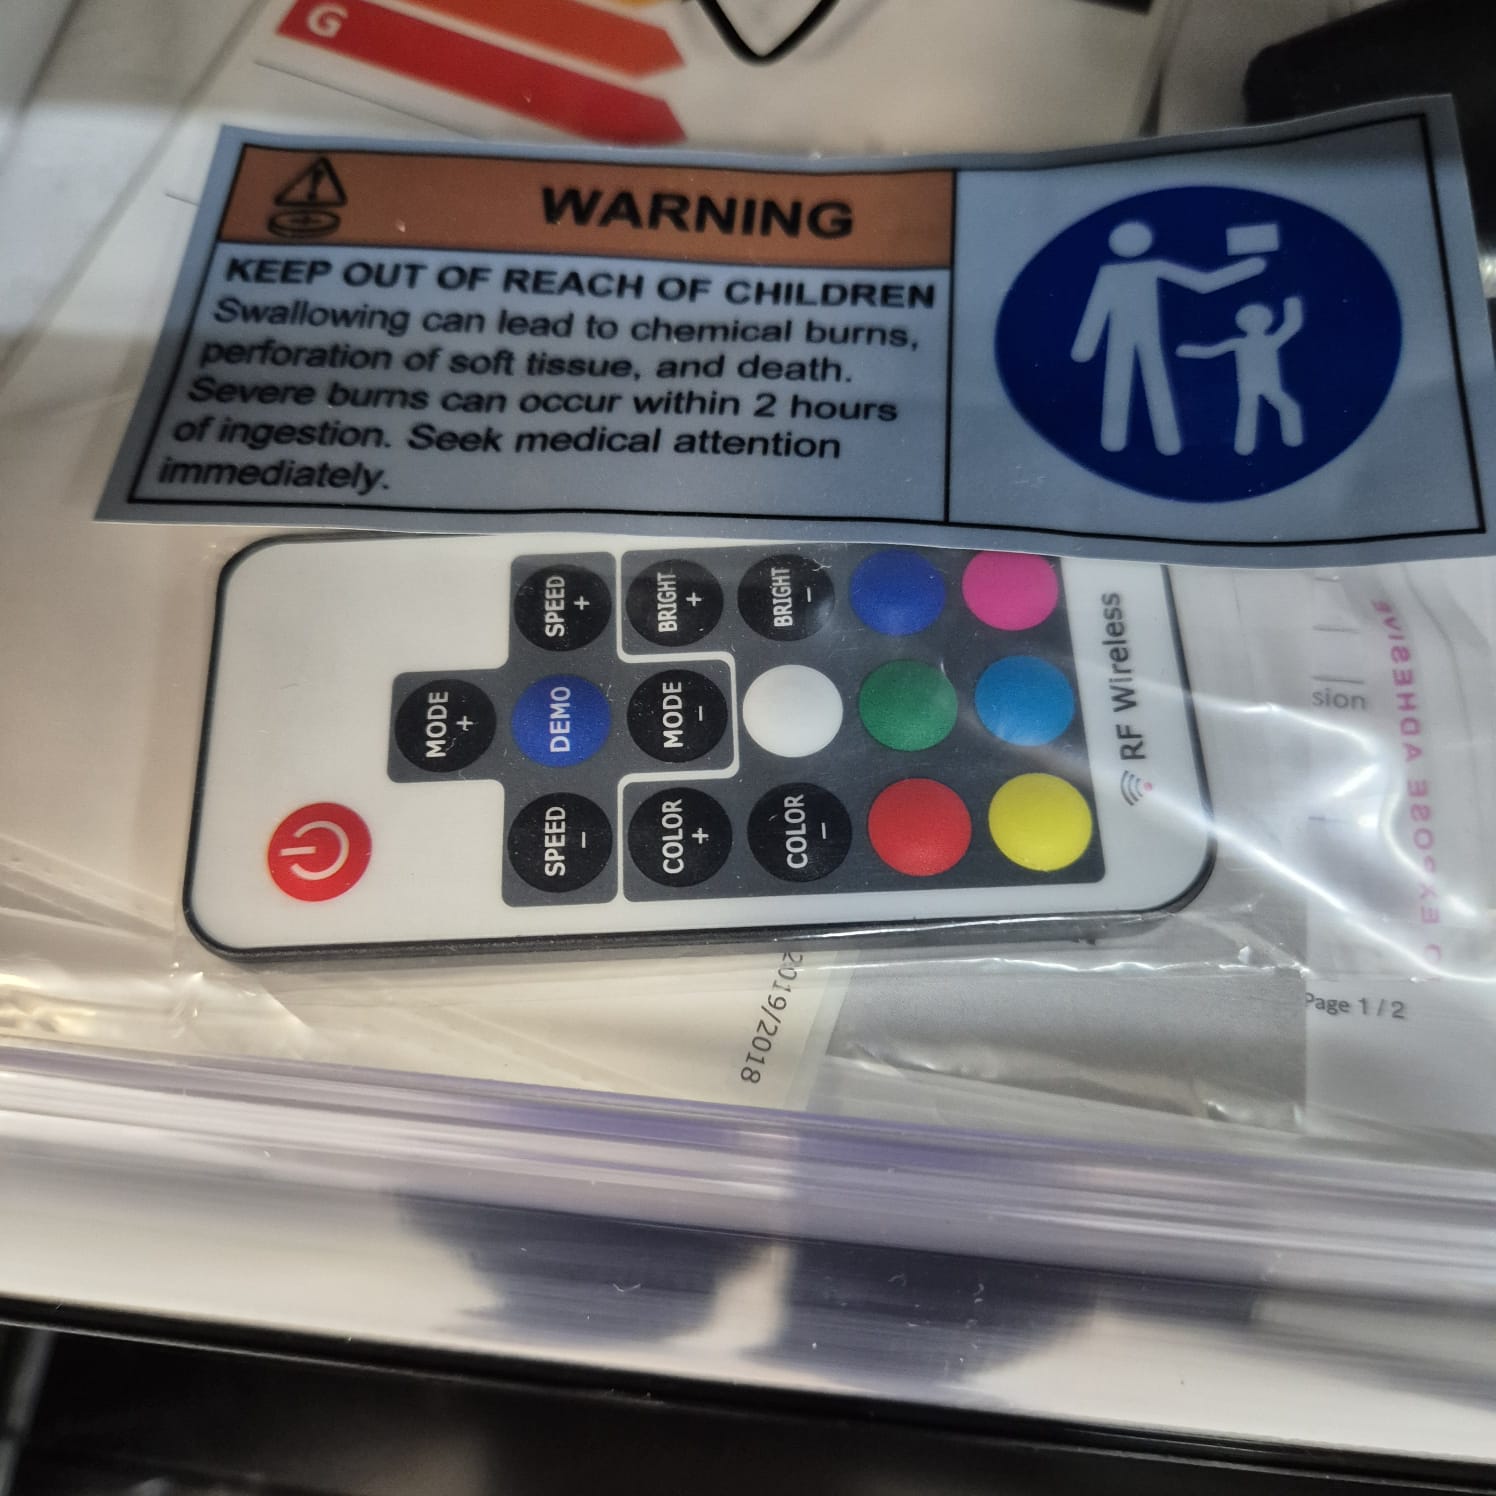 G
WARNING
KEEP OUT OF REACH OF CHILDREN
Swallowing can lead to chemical burns,
perforation of soft tissue, and death.
Severe burns can occur within 2 hours
of ingestion. Seek medical attention
immediately.
MODE
+
SPEED
-
DEMO
SPEED
+
COLOR
+
MODE
-
BRIGHT
+
COLOR
-
BRIGHT
-
RF Wireless
sion
EXPOSE ADHESIVE
2019/2018
Page 1 / 2